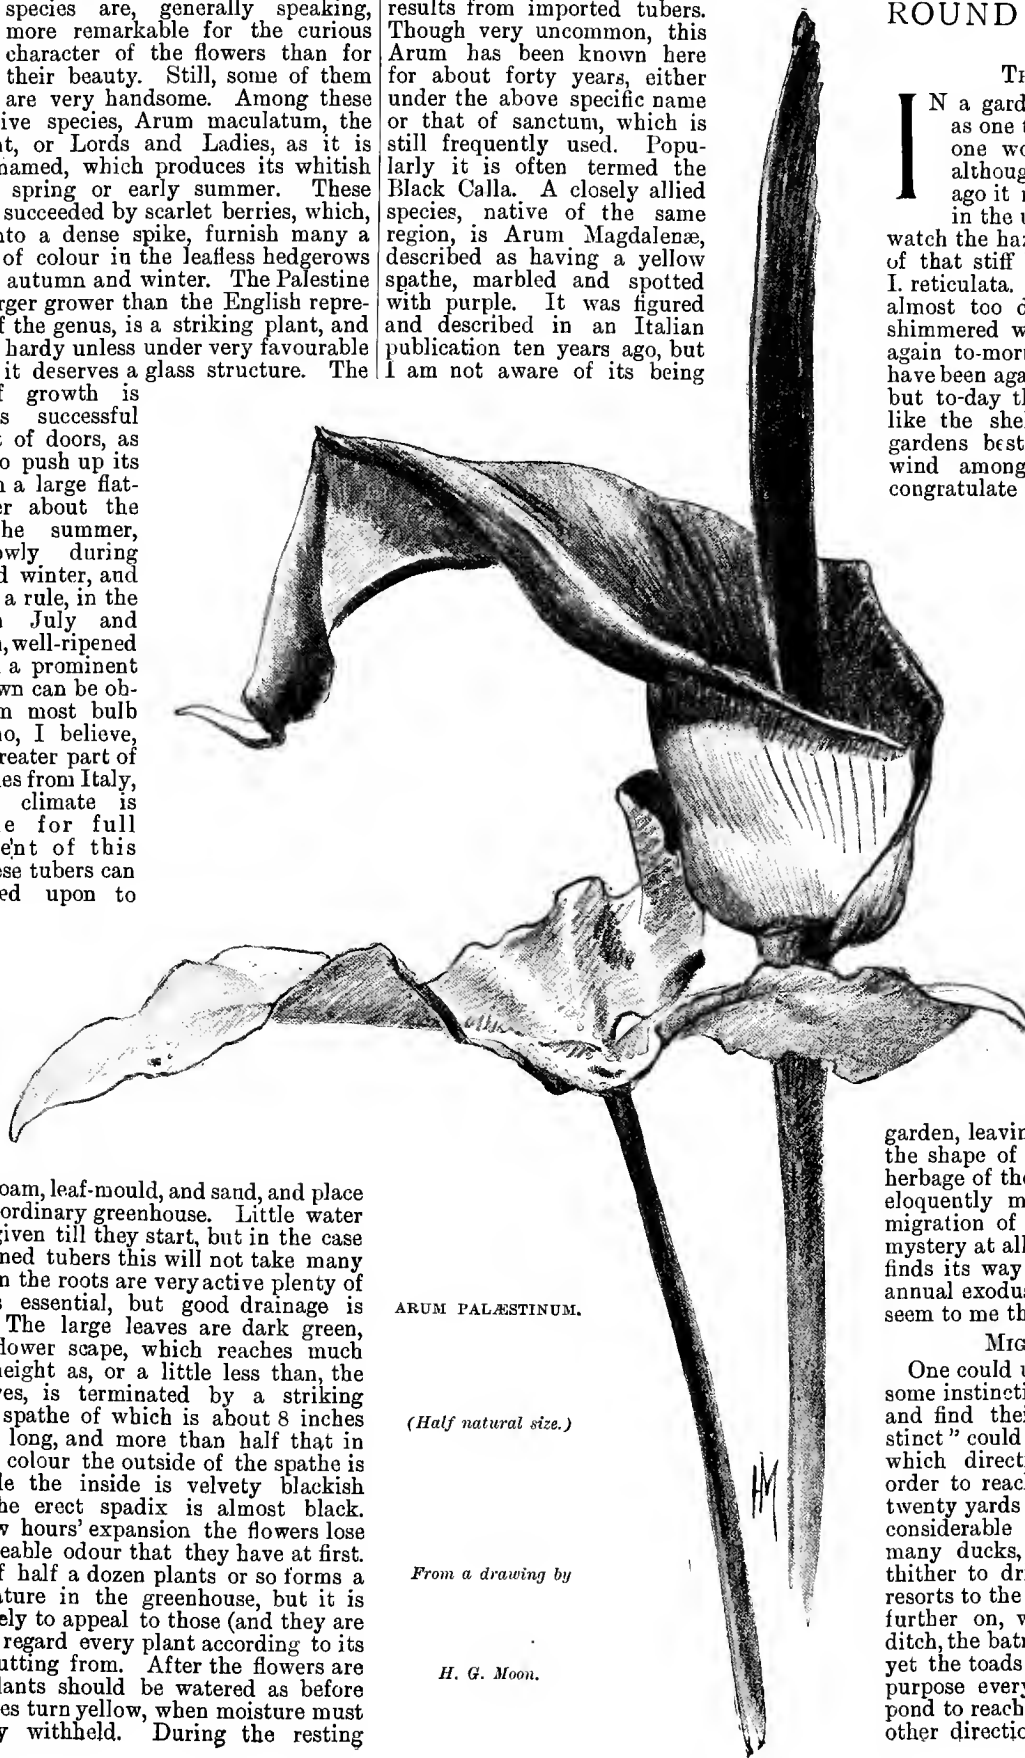 species are, generally speaking,
more remarkable for the curious
character of the flowers than for
their beauty. Still, some of them
are very handsome. Among these
ive species, Arum maculatum, the
t, or Lords and Ladies, as it is
named, which produces its whitish
spring or early summer. These
succeeded by scarlet berries, which,
to a dense spike, furnish many a
of colour in the leafless hedgerows
autumn and winter. The Palestine
rger grower than the English repre-
f the genus, is a striking plant, and
hardy unless under very favourable
it deserves a glass structure. The
f growth is
s successful
t of doors, as
o push up its
n a large flat-
er about the
he summer,
owly during
d winter, and
a rule, in the
n July and
, well-ripened
a prominent
wn can be ob-
m most bulb
ho, I believe,
reater part of
es from Italy,
climate is
e for full
ent of this
ese tubers can
ed upon to
oam, leaf-mould, and sand, and place
ordinary greenhouse. Little water
given till they start, but in the case
ned tubers this will not take many
n the roots are very active plenty of
s essential, but good drainage is
The large leaves are dark green,
lower scape, which reaches much
height as, or a little less than, the
ves, is terminated by a striking
spathe of which is about 8 inches
long, and more than half that in
colour the outside of the spathe is
le the inside is velvety blackish
he erect spadix is almost black.
w hours' expansion the flowers lose
eeable odour that they have at first.
f half a dozen plants or so forms a
ature in the greenhouse, but it is
ely to appeal to those (and they are
regard every plant according to its
utting from. After the flowers are
lants should be watered as before
es turn yellow, when moisture must
y withheld. During the resting
results from imported tubers.
Though very uncommon, this
Arum has been known here
for about forty years, either
under the above specific name
or that of sanctum, which is
still frequently used. Popu-
larly it is often termed the
Black Calla. A closely allied
species, native of the same
region, is Arum Magdalenæ,
described as having a yellow
spathe, marbled and spotted
with purple. It was figured
and described in an Italian
publication ten years ago, but
I am not aware of its being
ARUM PALÆSTINUM.
(Half natural size.)
From a drawing by
H. G. Moon.
HM
ROUND
TH
IN a gard
as one t
one wo
althoug
ago it r
in the u
watch the haz
of that stiff
I. reticulata.
almost too d
shimmered w
again to-morr
have been aga
but to-day th
like the she
gardens best
wind among
congratulate
garden, leavin
the shape of
herbage of the
eloquently m
migration of
mystery at all
finds its way
annual exodus
seem to me th
MIG
One could u
some instincti
and find thei
stinct" could
which direct
order to reach
twenty yards
considerable
many ducks,
thither to dr
resorts to the
further on, w
ditch, the batr
yet the toads
purpose every
pond to reach
other directio